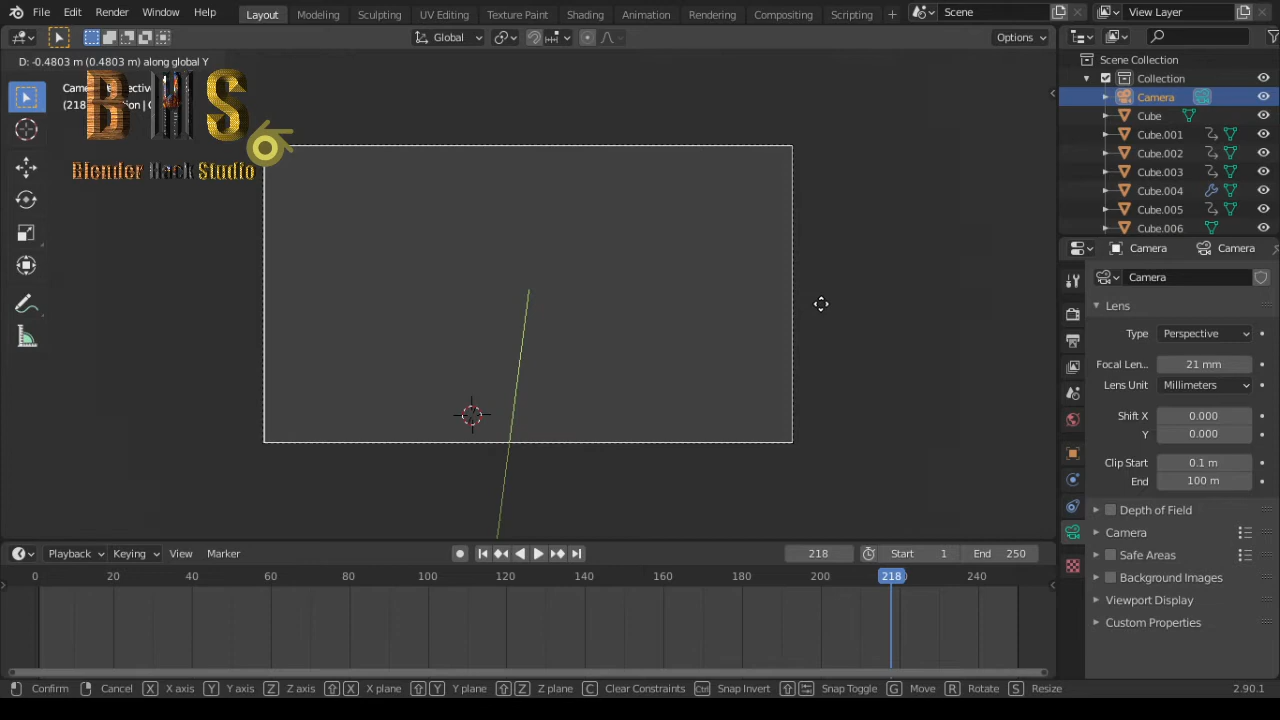 File Edit Render Window Help Layout Modeling Sculpting UV Editing Texture Paint Shading Animation Rendering Compositing Scripting + Scene View Layer
Global Options
D: -0.4803 m (0.4803 m) along global Y
B H S
Blender Hack Studio
Scene Collection
Collection
Camera
Cube
Cube.001
Cube.002
Cube.003
Cube.004
Cube.005
Cube.006
Camera Camera
Camera
Lens
Type Perspective
Focal Len... 21 mm
Lens Unit Millimeters
Shift X 0.000
Y 0.000
Clip Start 0.1 m
End 100 m
Depth of Field
Camera
Safe Areas
Background Images
Viewport Display
Custom Properties
Playback Keying View Marker 218 Start 1 End 250
0 20 40 60 80 100 120 140 160 180 200 218 240
Confirm Cancel X X axis Y Y axis Z Z axis X X plane Y Y plane Z Z plane C Clear Constraints Ctrl Snap Invert Snap Toggle G Move R Rotate S Resize 2.90.1